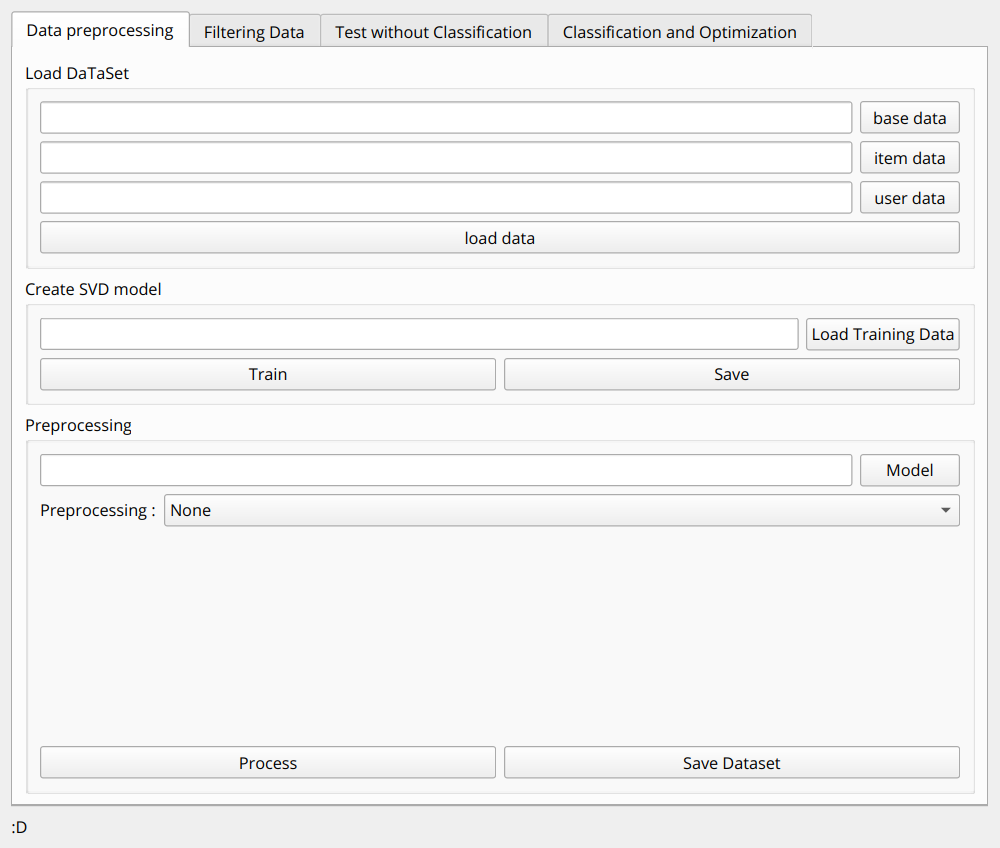 Data preprocessing Filtering Data Test without Classification Classification and Optimization
Load DaTaSet
base data
item data
user data
load data
Create SVD model
Load Training Data
Train Save
Preprocessing
Model
Preprocessing : None
Process Save Dataset
:D